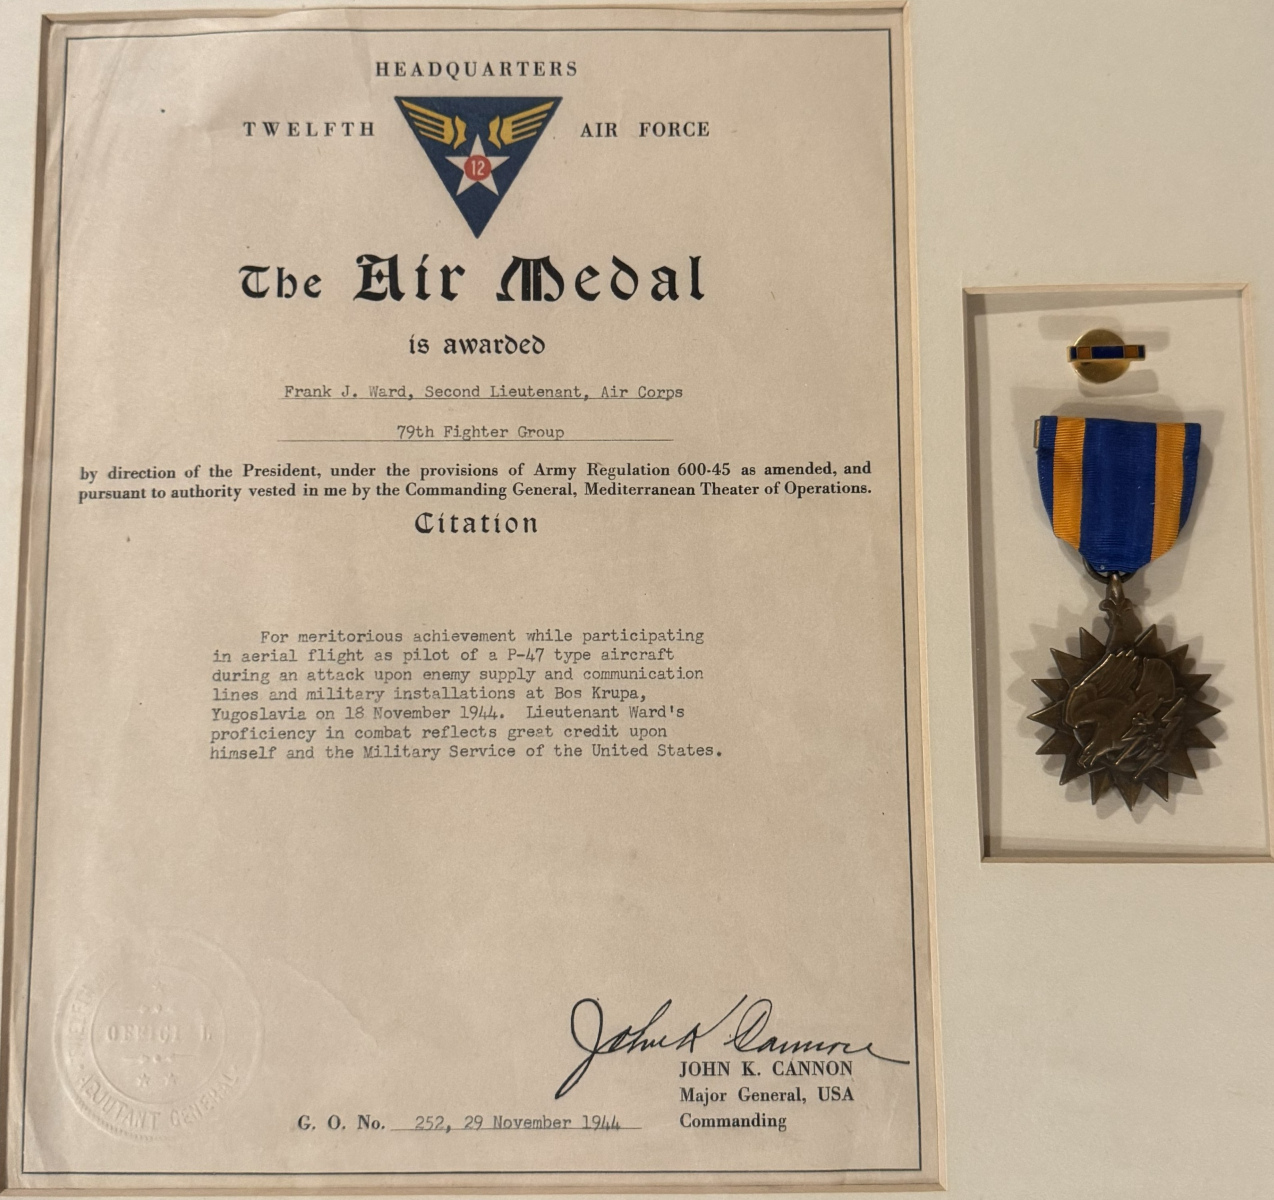 HEADQUARTERS
TWELFTH AIR FORCE
12
The Air Medal
is awarded
Frank J. Ward, Second Lieutenant, Air Corps
79th Fighter Group
by direction of the President, under the provisions of Army Regulation 600-45 as amended, and
pursuant to authority vested in me by the Commanding General, Mediterranean Theater of Operations.
Citation
For meritorious achievement while participating
in aerial flight as pilot of a P-47 type aircraft
during an attack upon enemy supply and communication
lines and military installations at Bos Krupa,
Yugoslavia on 18 November 1944. Lieutenant Ward's
proficiency in combat reflects great credit upon
himself and the Military Service of the United States.
John K Cannon
JOHN K. CANNON
Major General, USA
Commanding
G. O. No. 252, 29 November 1944
OFFICIAL
ADJUTANT GENERAL